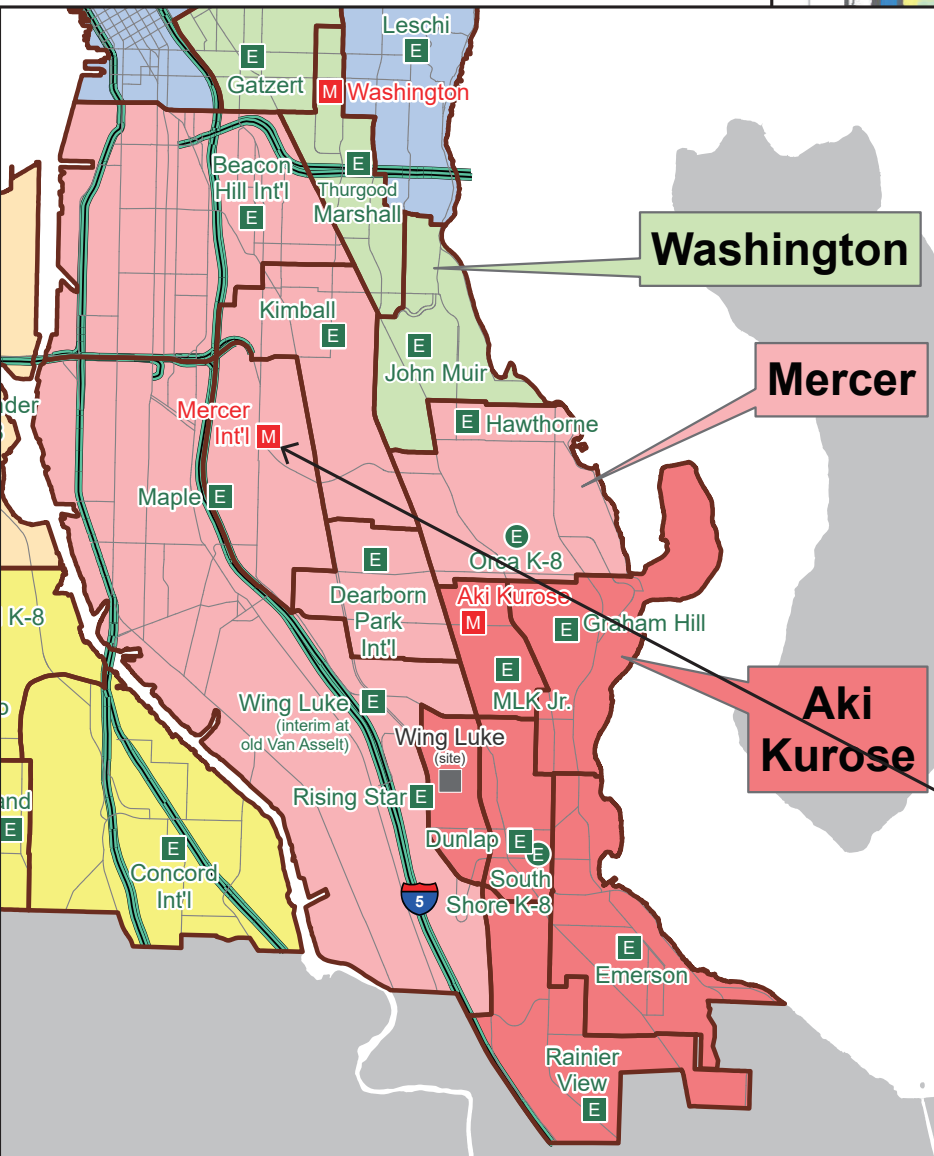 Leschi
E
E
Gatzert
M Washington
Beacon
Hill Int'l
E
E
Thurgood
Marshall
Washington
Kimball
E
E
John Muir
Mercer
Mercer
Int'l M
E Hawthorne
Maple E
E
Orca K-8
E
Dearborn
Park
Int'l
Aki Kurose
M
E Graham Hill
K-8
E
MLK Jr.
Aki
Kurose
Wing Luke E
(interim at
old Van Asselt)
Wing Luke
(site)
Rising Star E
E
Dunlap E
E
South
Shore K-8
E
Concord
Int'l
5
E
Emerson
Rainier
View
E